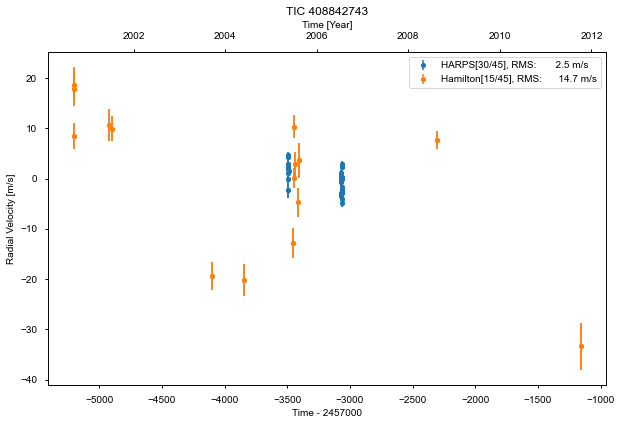 TIC 408842743
Time [Year]
2002 2004 2006 2008 2010 2012
HARPS[30/45], RMS: 2.5 m/s
Hamilton[15/45], RMS: 14.7 m/s
20
10
0
−10
−20
−30
−40
Radial Velocity [m/s]
−5000 −4500 −4000 −3500 −3000 −2500 −2000 −1500 −1000
Time - 2457000